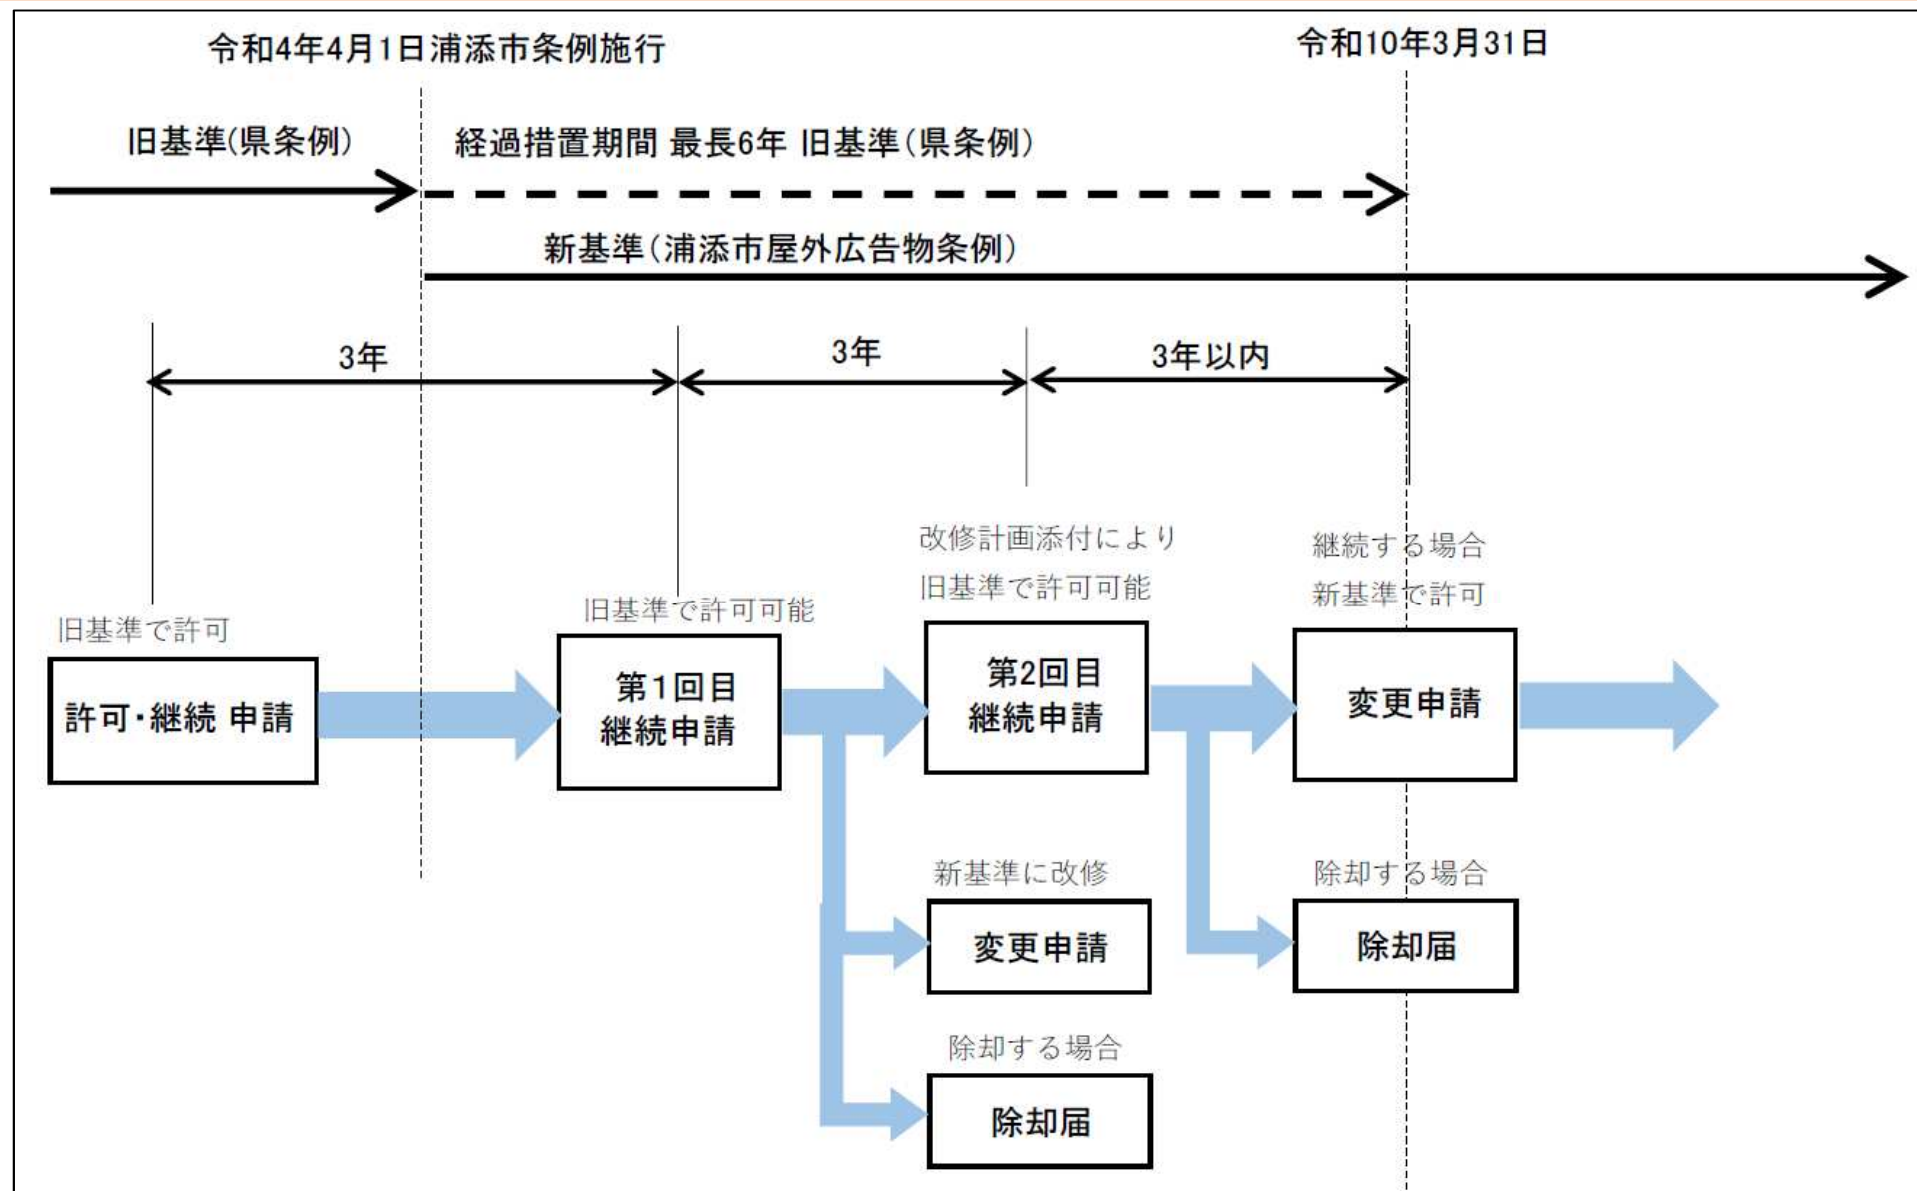 令和4年4月1日浦添市条例施行
令和10年3月31日
旧基準(県条例)
経過措置期間 最長6年 旧基準(県条例)
新基準(浦添市屋外広告物条例)
3年
3年
3年以内
改修計画添付により
旧基準で許可可能
継続する場合
新基準で許可
旧基準で許可
旧基準で許可可能
許可・継続 申請
第1回目
継続申請
第2回目
継続申請
変更申請
新基準に改修
変更申請
除却する場合
除却届
除却する場合
除却届